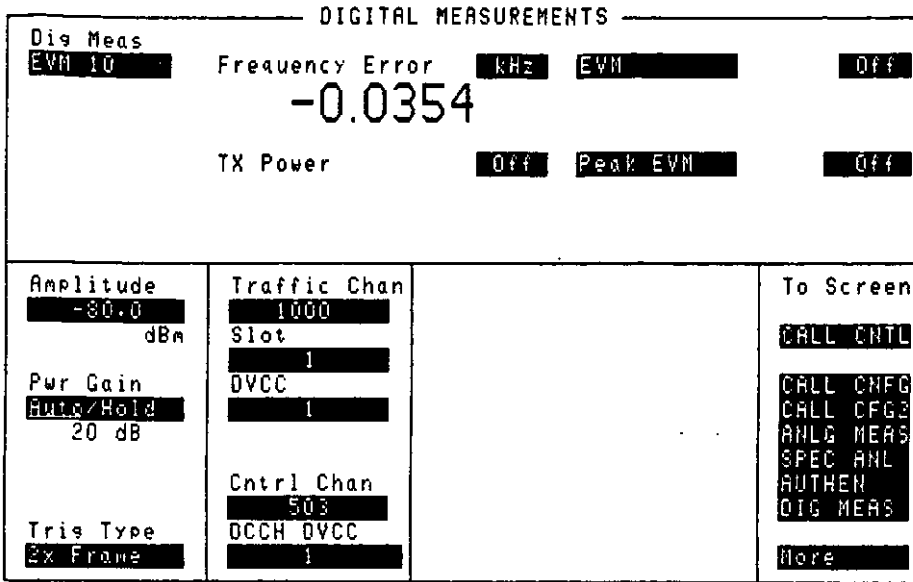 DIGITAL MEASUREMENTS
Dig Meas
EVM 10
Frequency Error kHz
-0.0354
EVM Off
TX Power Off
Peak EVM Off
Amplitude
-80.0
dBm
Pwr Gain
Auto/Hold
20 dB
Trig Type
2x Frame
Traffic Chan
1000
Slot
1
DVCC
1
Cntrl Chan
503
DCCH DVCC
1
To Screen
CALL CNTL
CALL CNFG
CALL CFG2
ANLG MEAS
SPEC ANL
AUTHEN
DIG MEAS
More